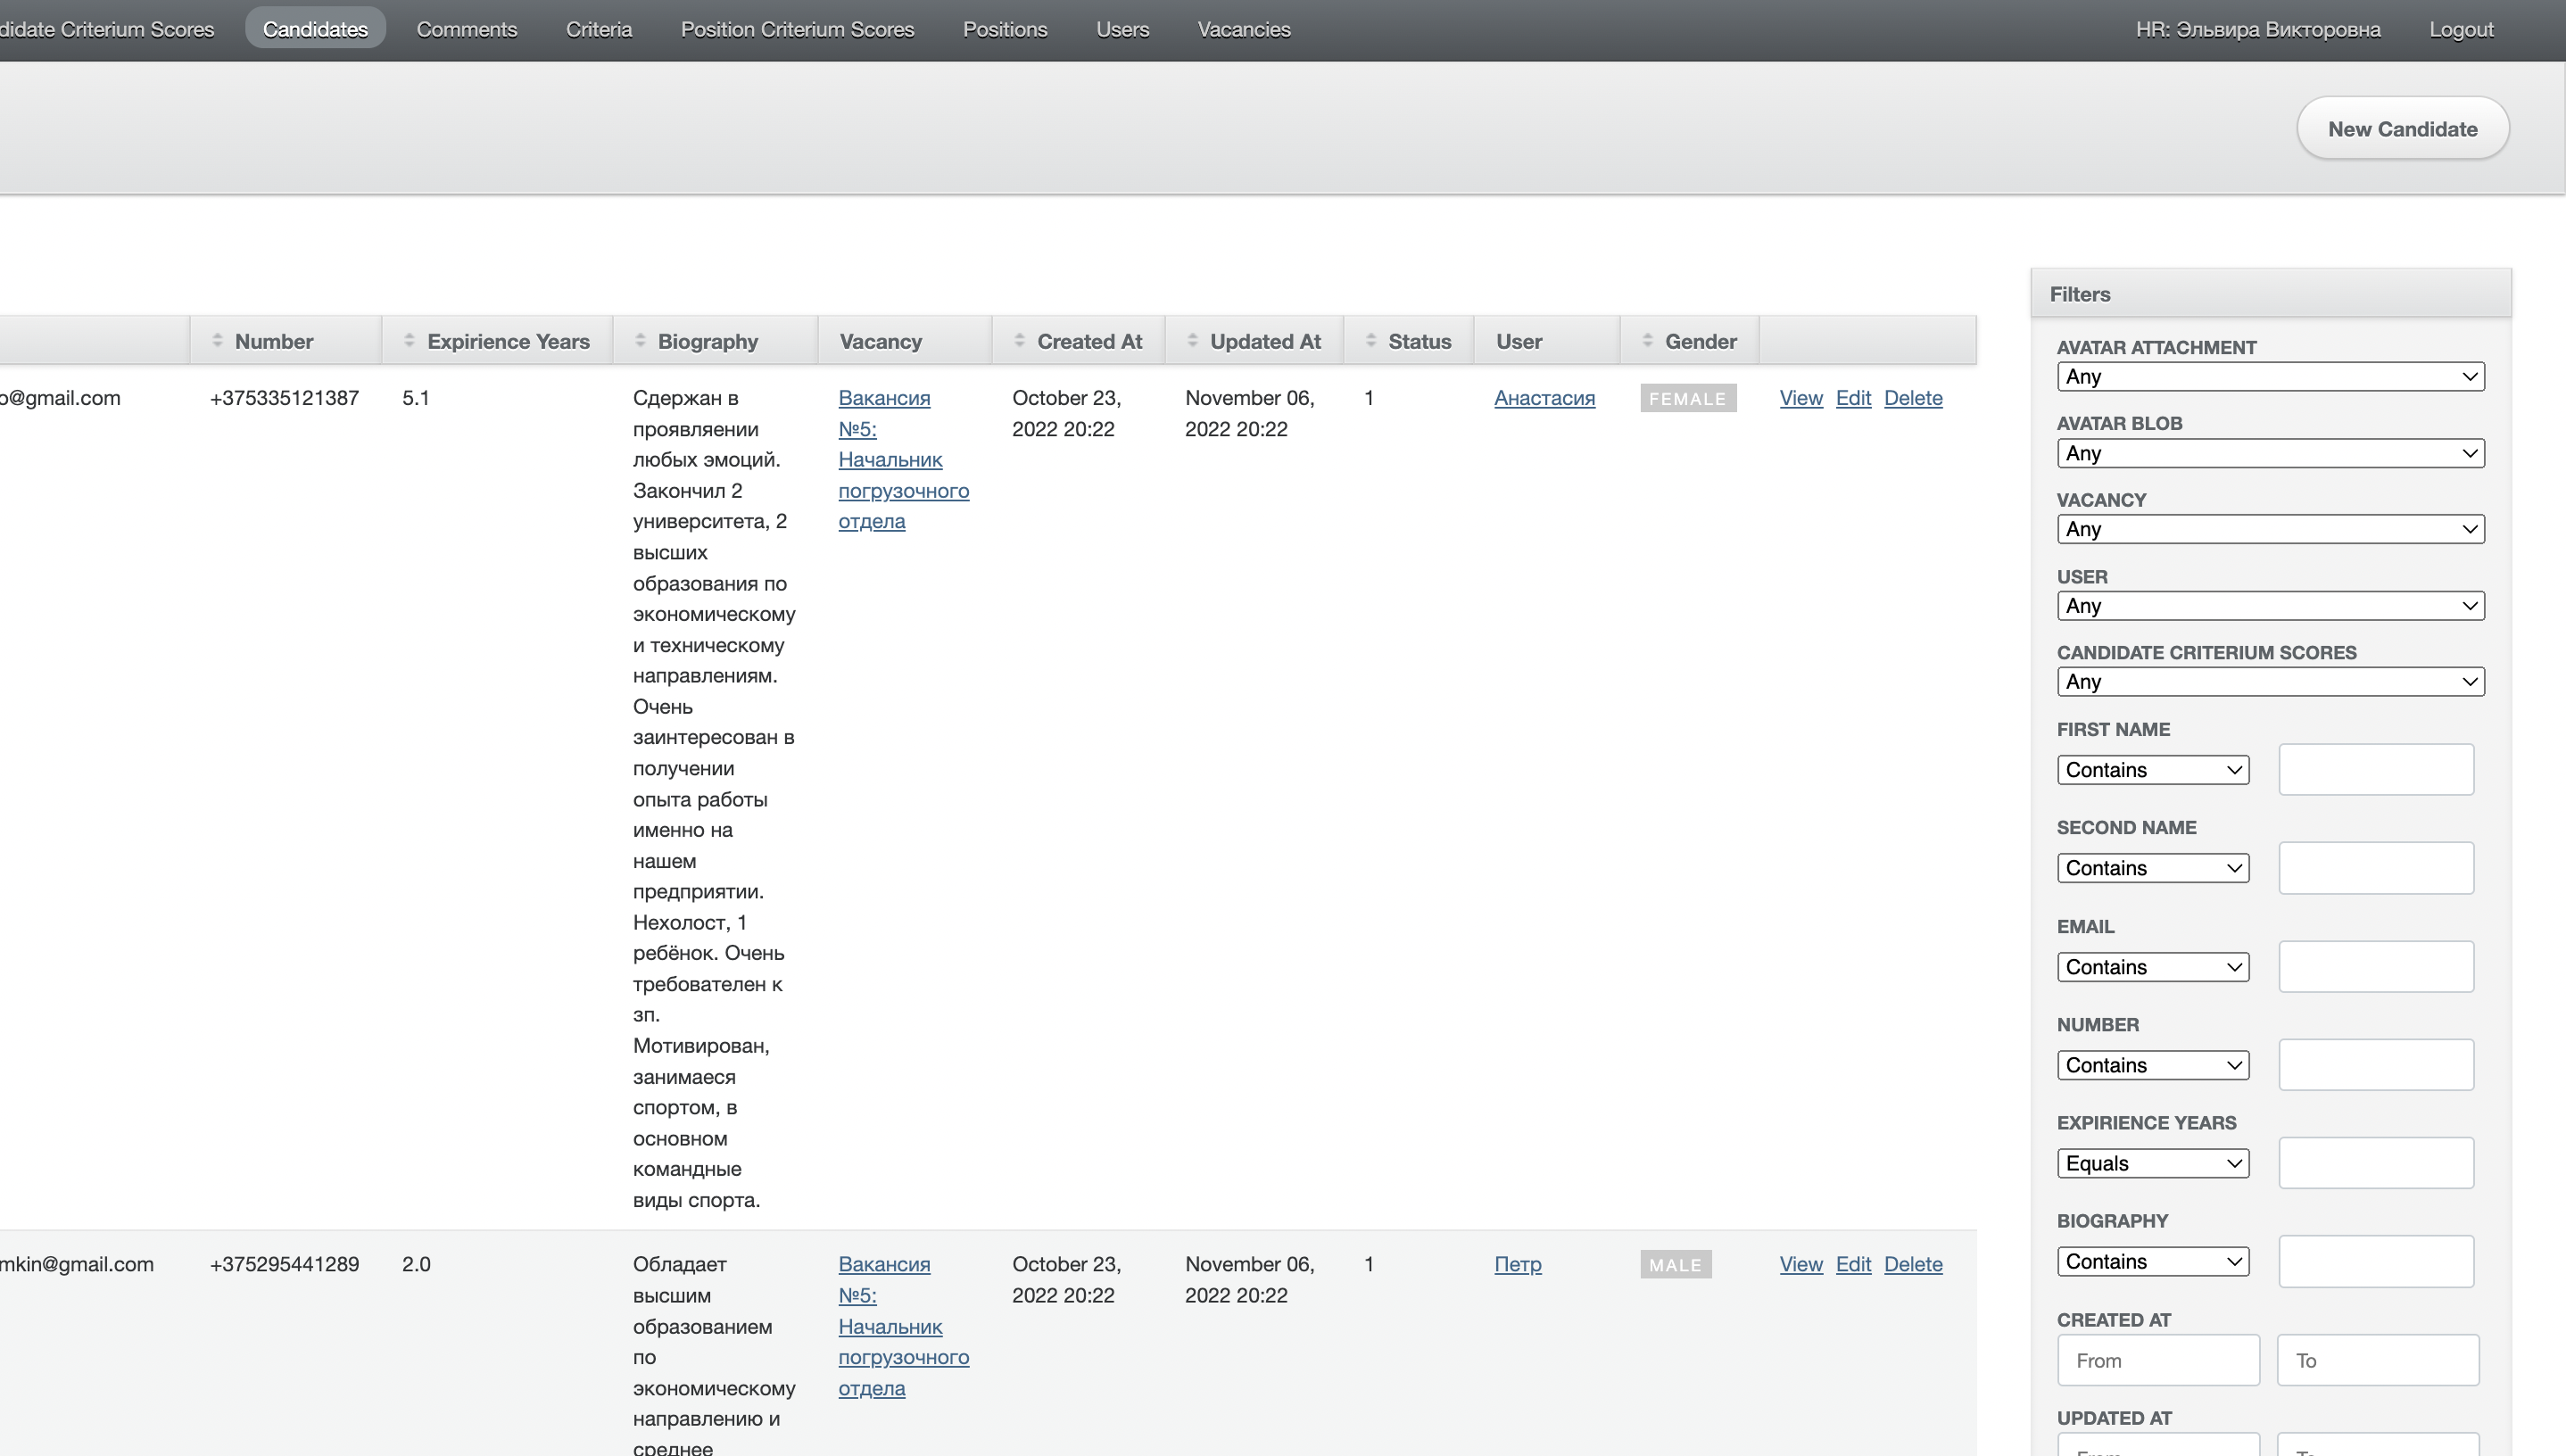 didate Criterium Scores Candidates Comments Criteria Position Criterium Scores Positions Users Vacancies HR: Эльвира Викторовна Logout
New Candidate
Number Expirience Years Biography Vacancy Created At Updated At Status User Gender
o@gmail.com +375335121387 5.1
Сдержан в
проявляении
любых эмоций.
Закончил 2
университета, 2
высших
образования по
экономическому
и техническому
направлениям.
Очень
заинтересован в
получении
опыта работы
именно на
нашем
предприятии.
Нехолост, 1
ребёнок. Очень
требователен к
зп.
Мотивирован,
занимаеся
спортом, в
основном
командные
виды спорта.
Вакансия
№5:
Начальник
погрузочного
отдела
October 23,
2022 20:22
November 06,
2022 20:22
1
Анастасия
FEMALE
View Edit Delete
mkin@gmail.com +375295441289 2.0
Обладает
высшим
образованием
по
экономическому
направлению и
среднее
Вакансия
№5:
Начальник
погрузочного
отдела
October 23,
2022 20:22
November 06,
2022 20:22
1
Петр
MALE
View Edit Delete
Filters
AVATAR ATTACHMENT
Any
AVATAR BLOB
Any
VACANCY
Any
USER
Any
CANDIDATE CRITERIUM SCORES
Any
FIRST NAME
Contains
SECOND NAME
Contains
EMAIL
Contains
NUMBER
Contains
EXPIRIENCE YEARS
Equals
BIOGRAPHY
Contains
CREATED AT
From To
UPDATED AT